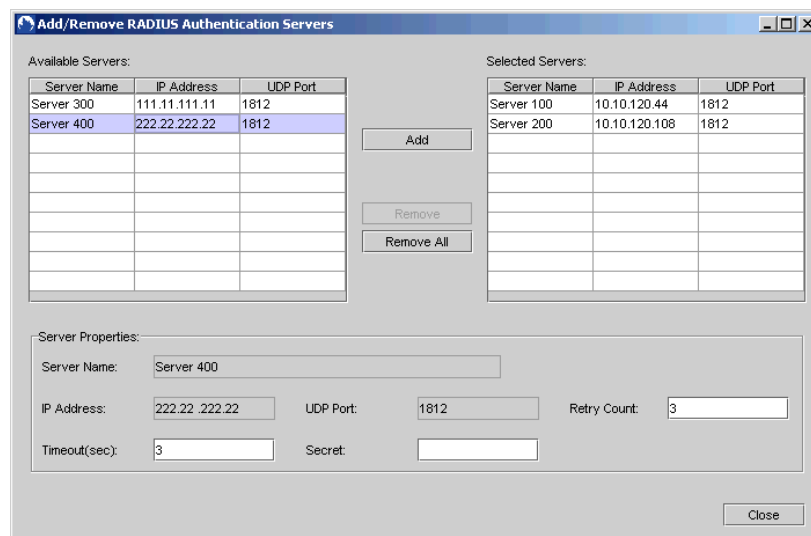 Add/Remove RADIUS Authentication Servers
Available Servers:
Server Name IP Address UDP Port
Server 300 111.11.111.11 1812
Server 400 222.22.222.22 1812
Add
Remove
Remove All
Selected Servers:
Server Name IP Address UDP Port
Server 100 10.10.120.44 1812
Server 200 10.10.120.108 1812
Server Properties:
Server Name: Server 400
IP Address: 222.22 .222.22 UDP Port: 1812 Retry Count: 3
Timeout(sec): 3 Secret:
Close